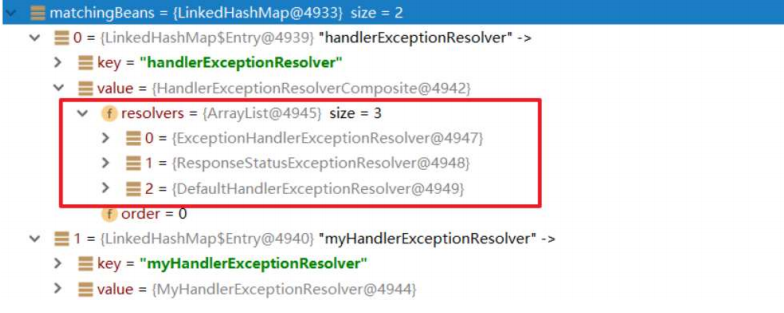 matchingBeans = {LinkedHashMap@4933} size = 2
0 = {LinkedHashMap$Entry@4939} "handlerExceptionResolver" ->
key = "handlerExceptionResolver"
value = {HandlerExceptionResolverComposite@4942}
f resolvers = {ArrayList@4945} size = 3
0 = {ExceptionHandlerExceptionResolver@4947}
1 = {ResponseStatusExceptionResolver@4948}
2 = {DefaultHandlerExceptionResolver@4949}
f order = 0
1 = {LinkedHashMap$Entry@4940} "myHandlerExceptionResolver" ->
key = "myHandlerExceptionResolver"
value = {MyHandlerExceptionResolver@4944}